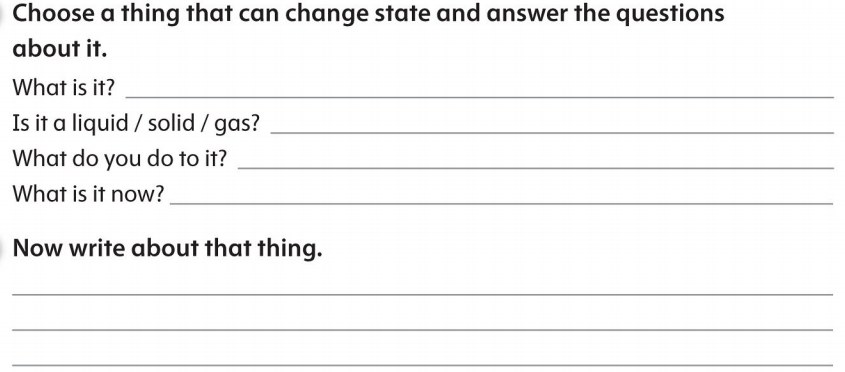 Choose a thing that can change state and answer the questions
about it.
What is it?
Is it a liquid / solid / gas?
What do you do to it?
What is it now?
Now write about that thing.